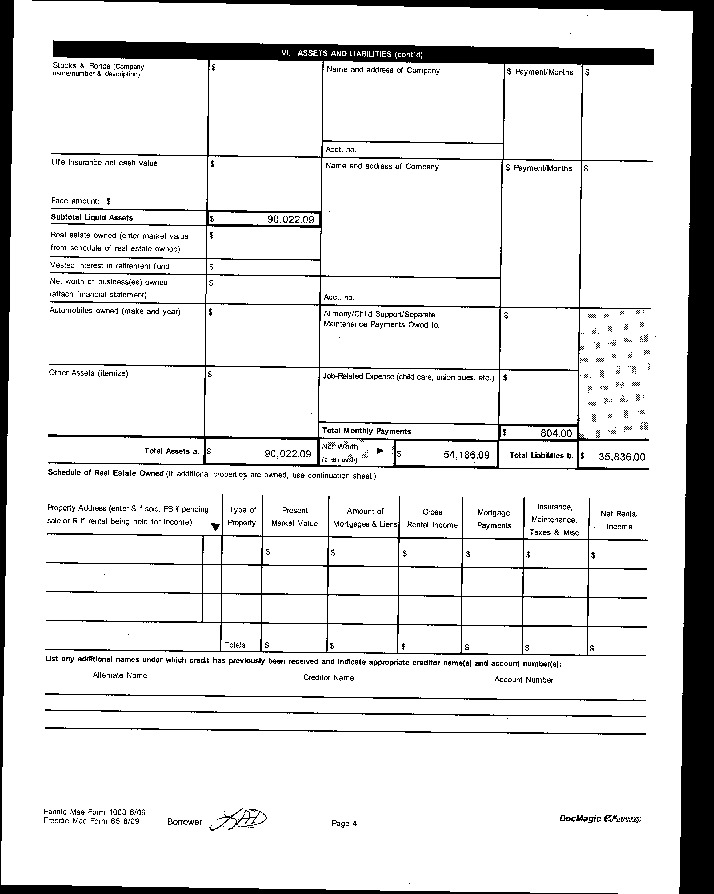 VI. ASSETS AND LIABILITIES (cont'd)
Stocks & Bonds (Company
name/number & description)
$
Name and address of Company
$ Payment/Months
$
Acct. no.
Life insurance net cash value
$
Name and address of Company
$ Payment/Months
$
Face amount: $
Subtotal Liquid Assets
$ 90,022.09
Real estate owned (enter market value
from schedule of real estate owned)
$
Vested interest in retirement fund
$
Net worth of business(es) owned
(attach financial statement)
$
Acct. no.
Automobiles owned (make and year)
$
Alimony/Child Support/Separate
Maintenance Payments Owed to:
$
Other Assets (itemize)
$
Job-Related Expense (child care, union dues, etc.)
$
Total Monthly Payments
$ 804.00
Total Assets a.
$ 90,022.09
Net Worth
(a minus b)
$ 54,186.09
Total Liabilities b.
$ 35,836.00
Schedule of Real Estate Owned (If additional properties are owned, use continuation sheet.)
Property Address (enter S if sold, PS if pending
sale or R if rental being held for income)
Type of
Property
Present
Market Value
Amount of
Mortgages & Liens
Gross
Rental Income
Mortgage
Payments
Insurance,
Maintenance,
Taxes & Misc.
Net Rental
Income
$ $ $ $ $ $
Totals $ $ $ $ $ $
List any additional names under which credit has previously been received and indicate appropriate creditor name(s) and account number(s):
Alternate Name Creditor Name Account Number
Fannie Mae Form 1003 6/09
Freddie Mac Form 65 6/09
Borrower
Page 4
DocMagic